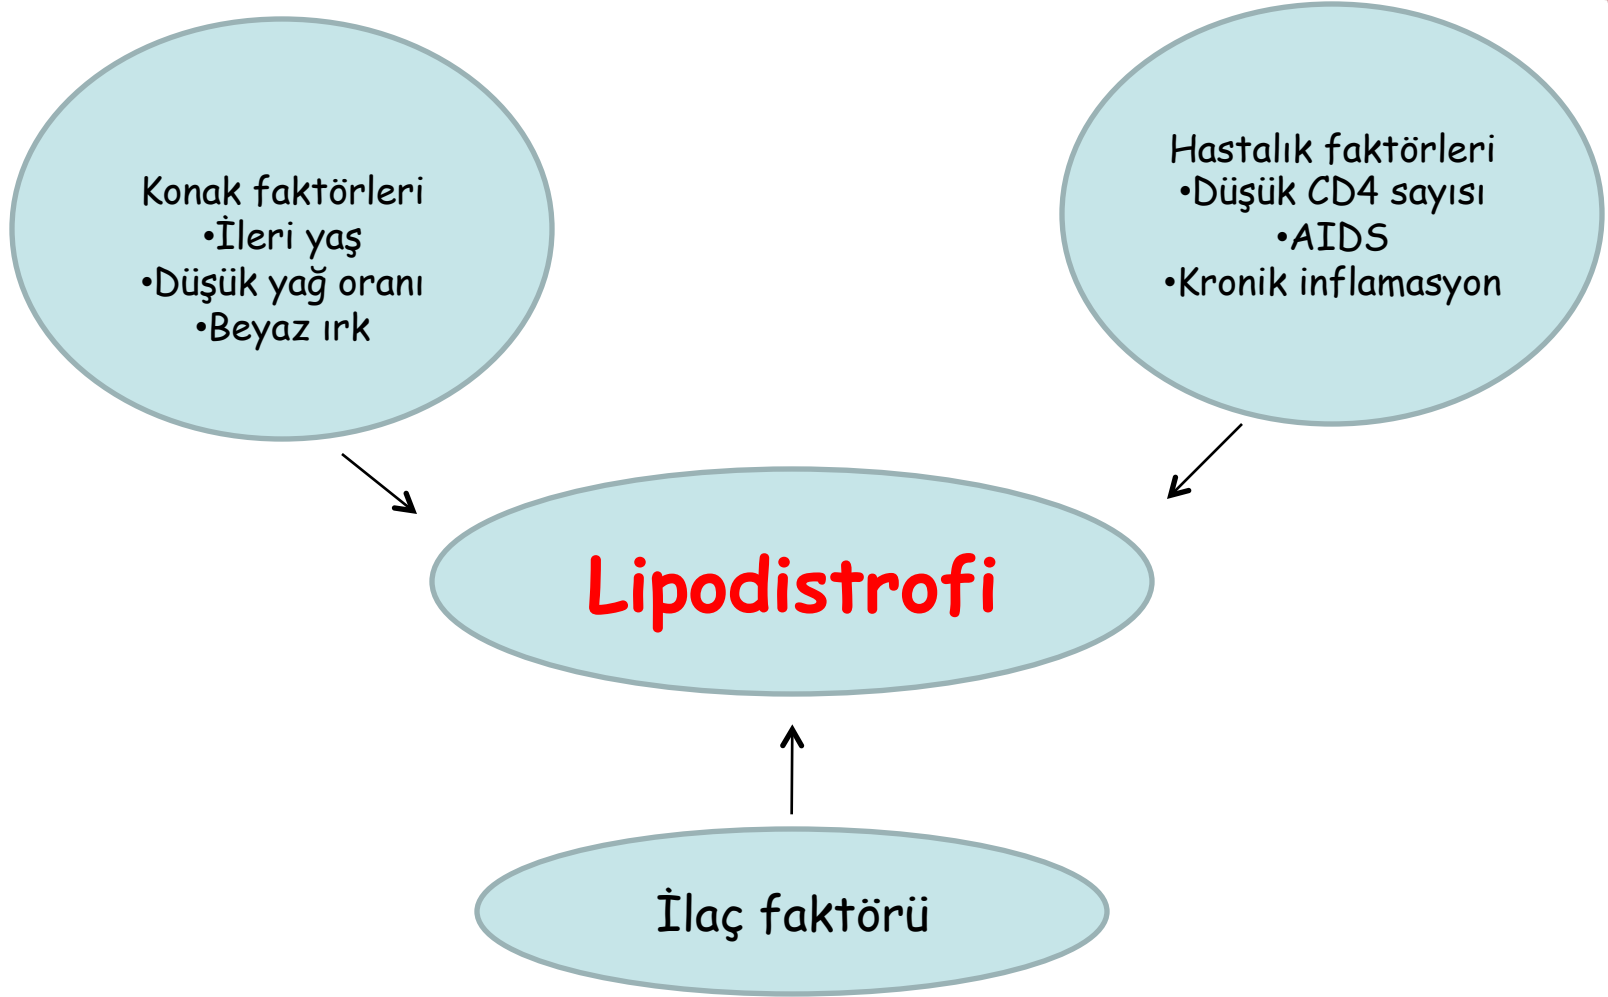 Konak faktörleri
•İleri yaş
•Düşük yağ oranı
•Beyaz ırk
Hastalık faktörleri
•Düşük CD4 sayısı
•AIDS
•Kronik inflamasyon
Lipodistrofi
İlaç faktörü